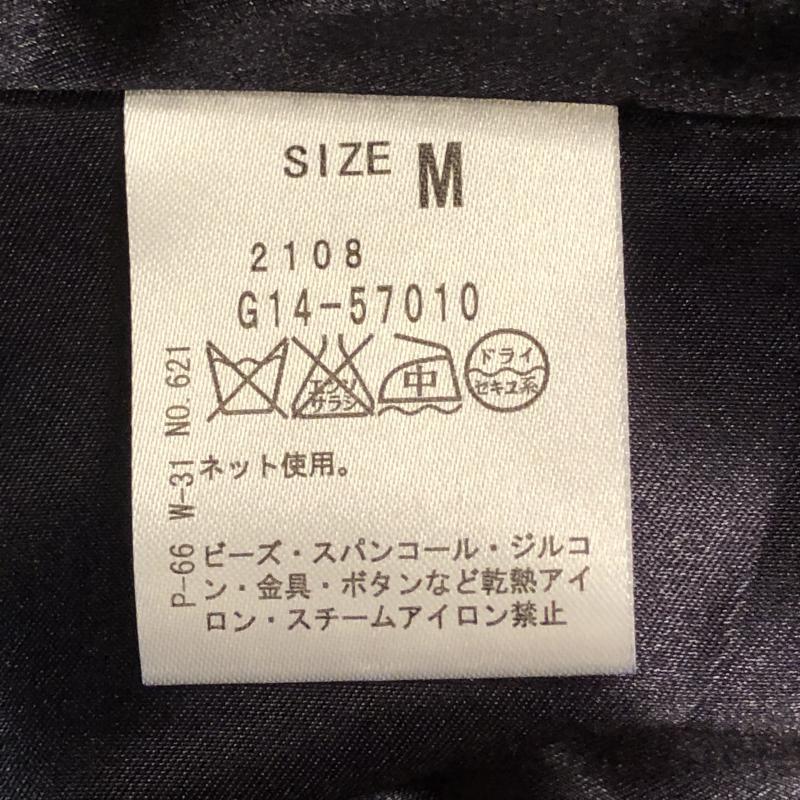 SIZE M
2108
G14-57010
エンソ
サラシ
中
ドライ
セキユ系
ネット使用。
ビーズ・スパンコール・ジルコ
ン・金具・ボタンなど乾熱アイ
ロン・スチームアイロン禁止
P-66 W-31 NO.621